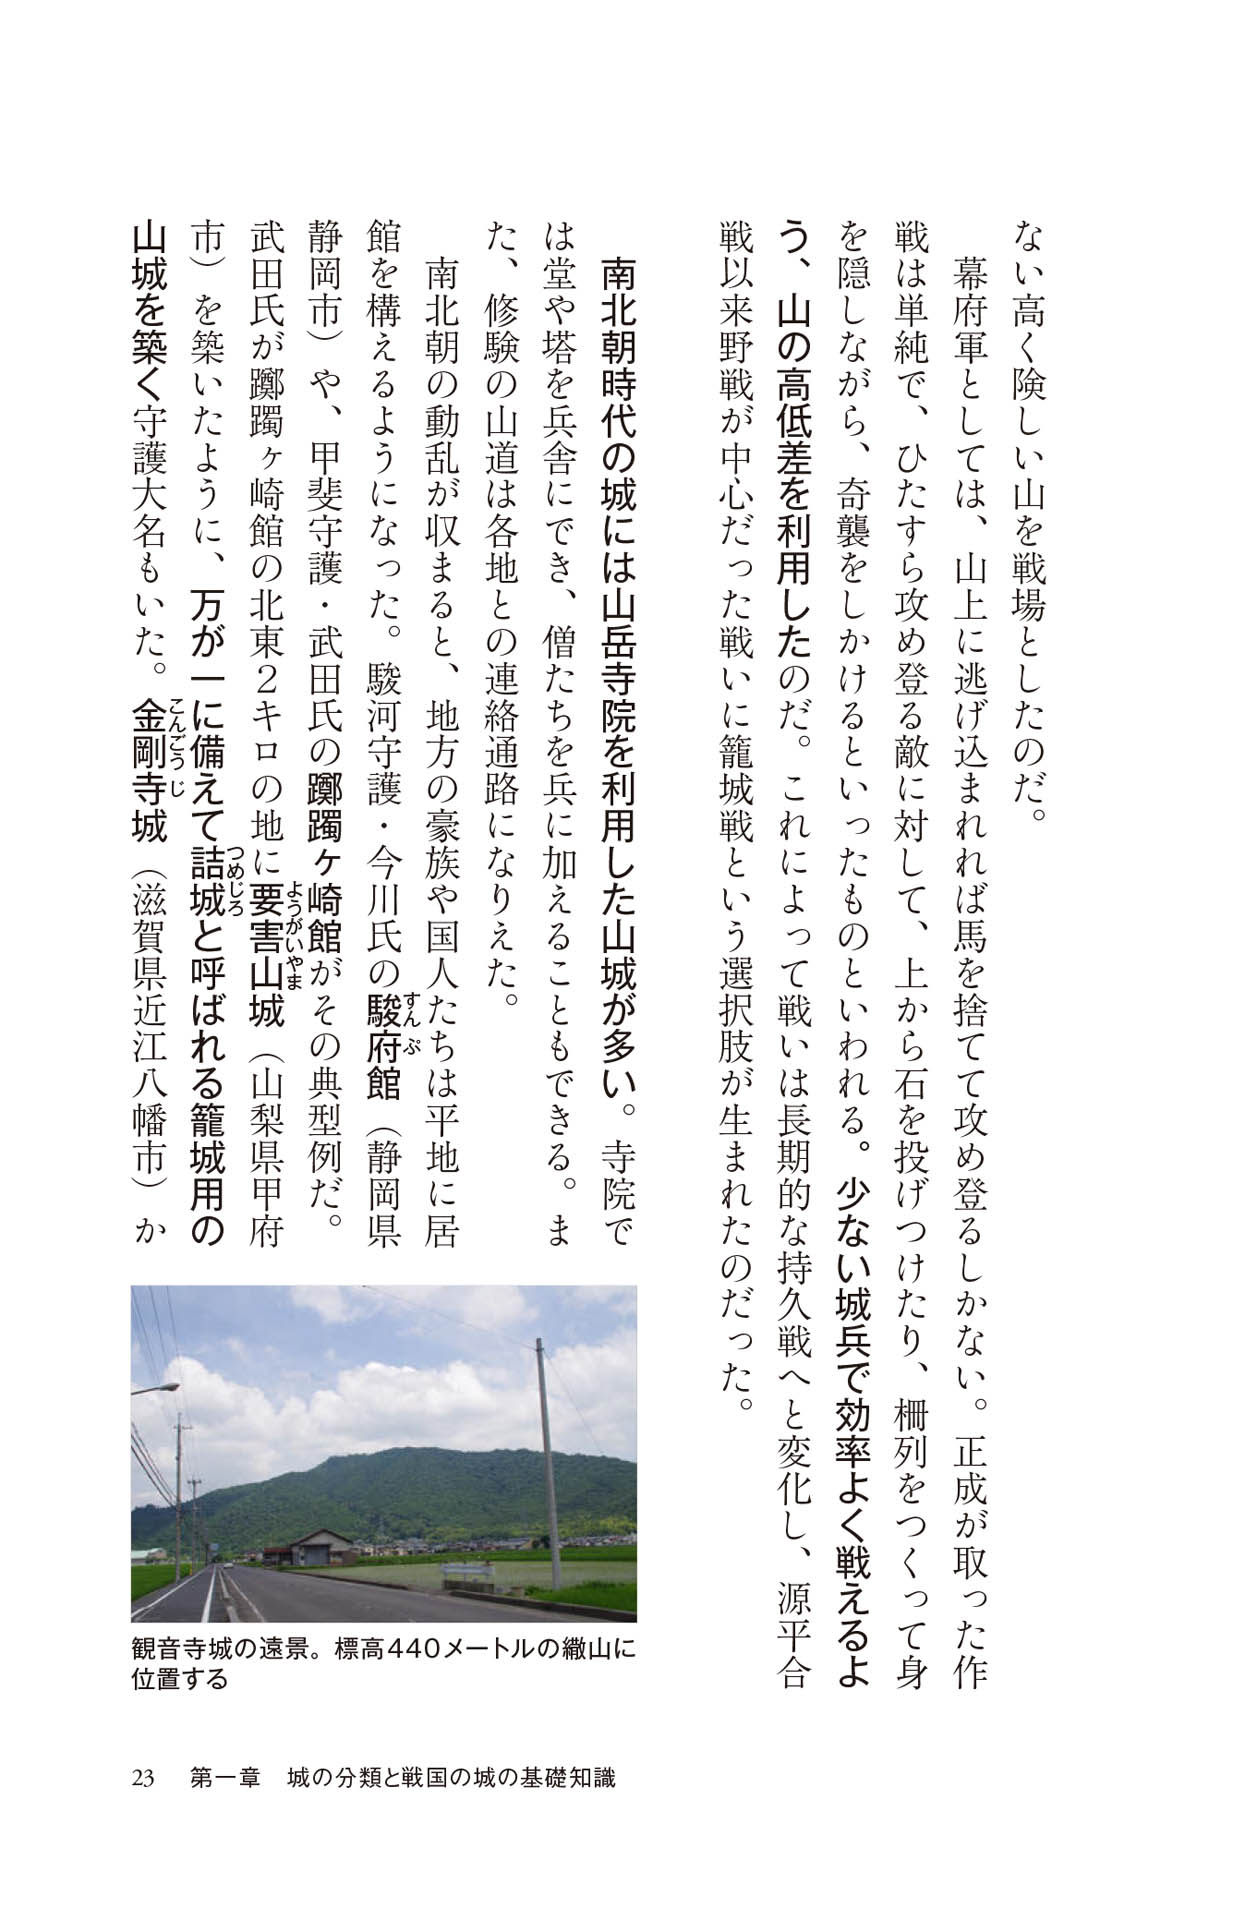 ない高く険しい山を戦場としたのだ。
幕府軍としては、山上に逃げ込まれれば馬を捨てて攻め登るしかない。正成が取った作
戦は単純で、ひたすら攻め登る敵に対して、上から石を投げつけたり、柵列をつくって身
を隠しながら、奇襲をしかけるといったものといわれる。少ない城兵で効率よく戦えるよ
う、山の高低差を利用したのだ。これによって戦いは長期的な持久戦へと変化し、源平合
戦以来野戦が中心だった戦いに籠城戦という選択肢が生まれたのだった。
南北朝時代の城には山岳寺院を利用した山城が多い。寺院で
は堂や塔を兵舎にでき、僧たちを兵に加えることもできる。ま
た、修験の山道は各地との連絡通路になりえた。
南北朝の動乱が収まると、地方の豪族や国人たちは平地に居
館を構えるようになった。駿河守護・今川氏の駿府館（静岡県
すんぷ
静岡市）や、甲斐守護・武田氏の躑躅ヶ崎館がその典型例だ。
武田氏が躑躅ヶ崎館の北東2キロの地に要害山城（山梨県甲府
ようがいやま
市）を築いたように、万が一に備えて詰城と呼ばれる籠城用の
つめじろ
山城を築く守護大名もいた。金剛寺城（滋賀県近江八幡市）か
こんごうじ
観音寺城の遠景。標高440メートルの繖山に
位置する
23 第一章 城の分類と戦国の城の基礎知識